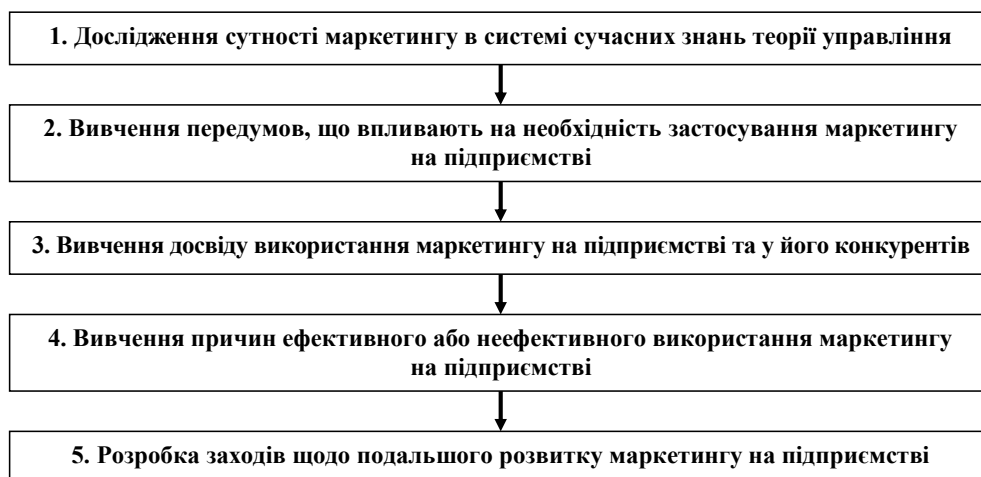 1. Дослідження сутності маркетингу в системі сучасних знань теорії управління
2. Вивчення передумов, що впливають на необхідність застосування маркетингу
на підприємстві
3. Вивчення досвіду використання маркетингу на підприємстві та у його конкурентів
4. Вивчення причин ефективного або неефективного використання маркетингу
на підприємстві
5. Розробка заходів щодо подальшого розвитку маркетингу на підприємстві